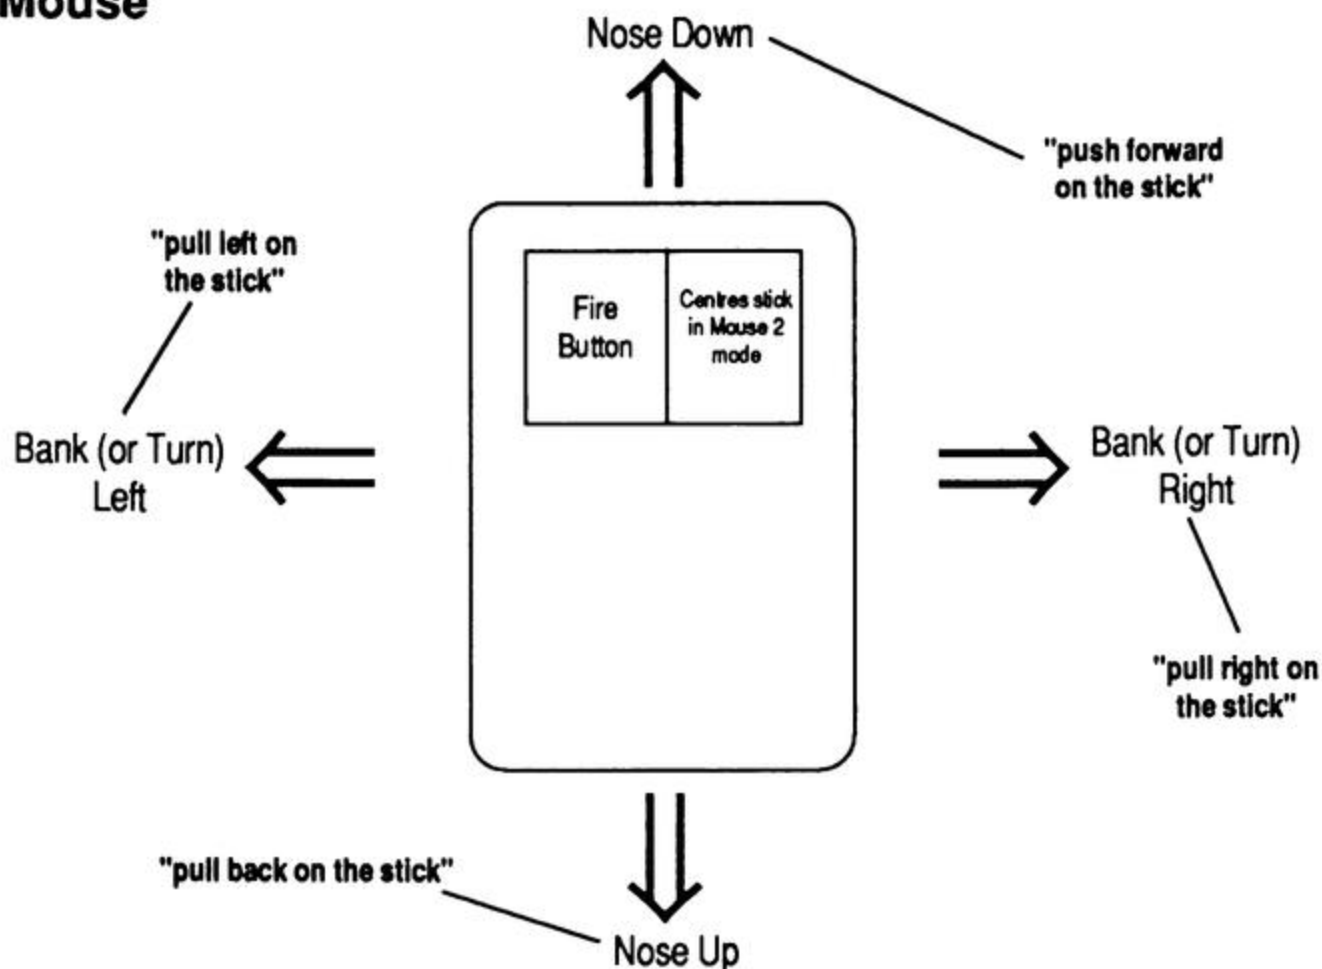 Mouse
Nose Down
"push forward
on the stick"
"pull left on
the stick"
Fire
Button
Centres stick
in Mouse 2
mode
Bank (or Turn)
Left
Bank (or Turn)
Right
"pull right on
the stick"
"pull back on the stick"
Nose Up